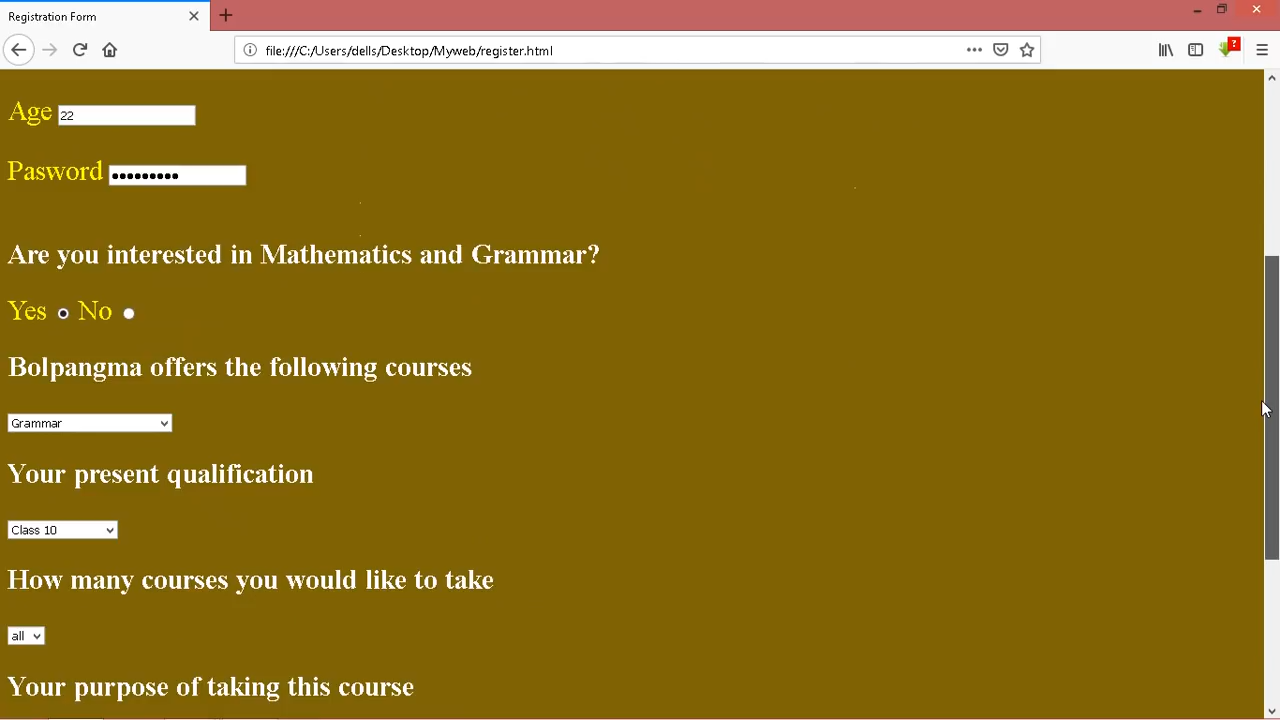 Registration Form
file:///C:/Users/dells/Desktop/Myweb/register.html
?
Age 22
Pasword •••••••••
Are you interested in Mathematics and Grammar?
Yes No
Bolpangma offers the following courses
Grammar
Your present qualification
Class 10
How many courses you would like to take
all
Your purpose of taking this course